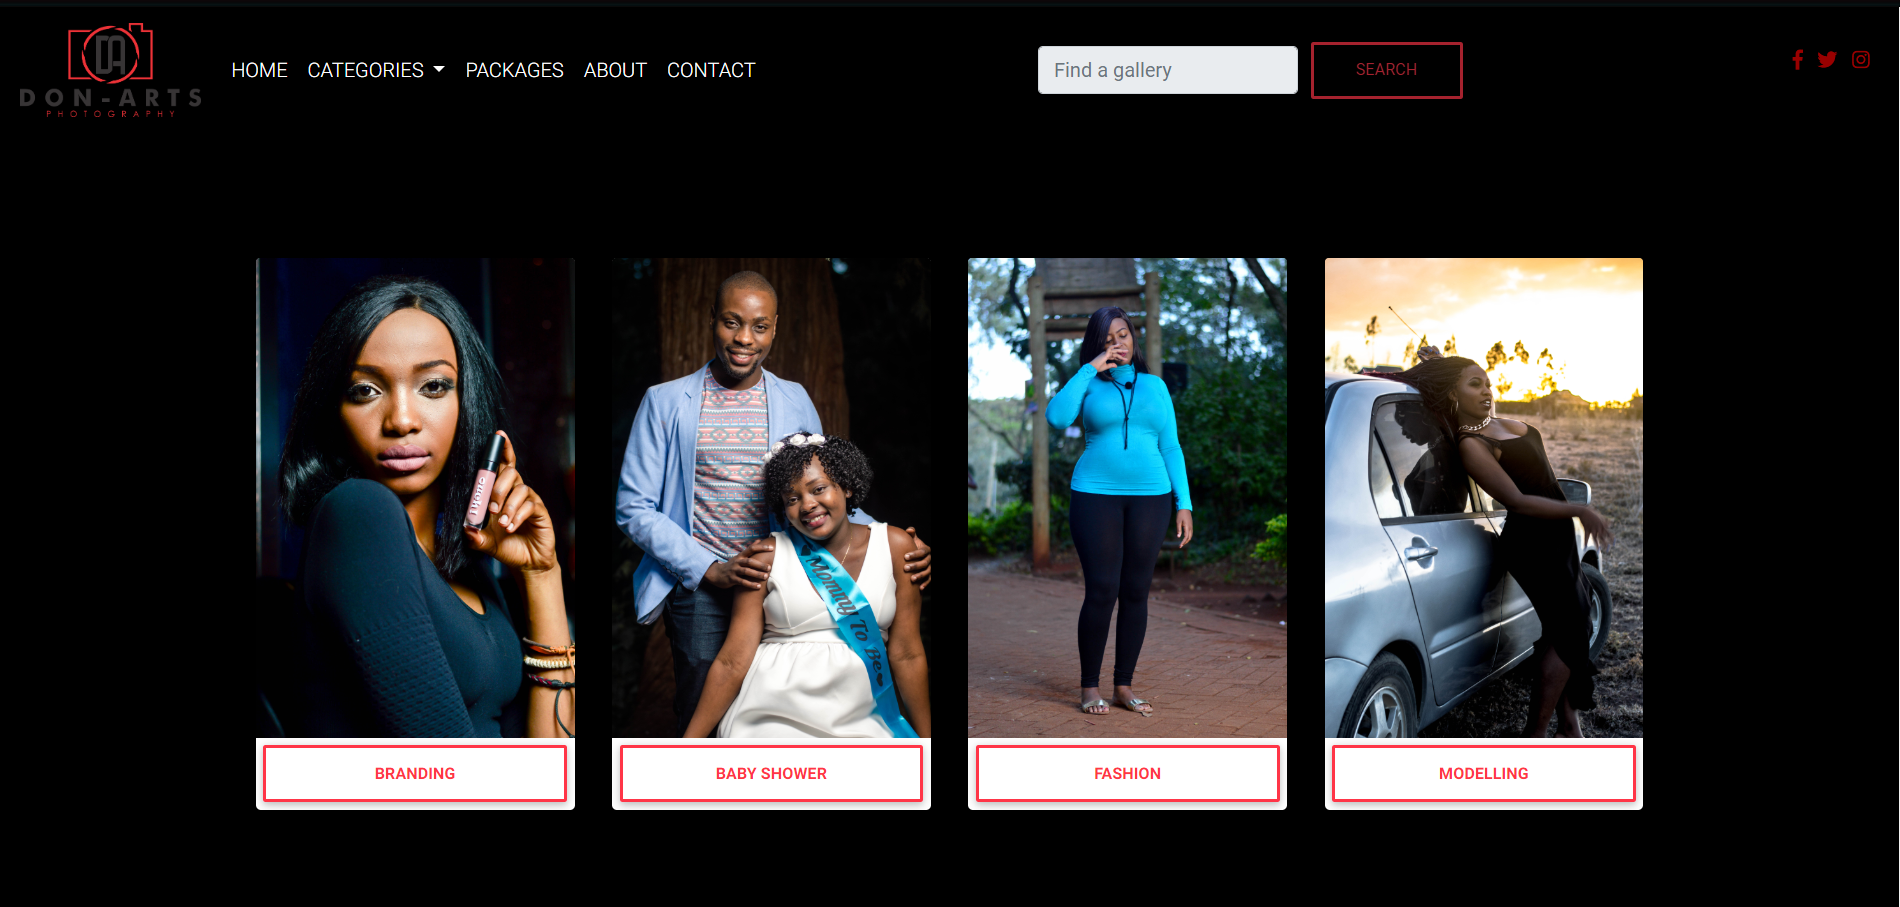 DA
DON-ARTS
PHOTOGRAPHY
HOME
CATEGORIES
PACKAGES
ABOUT
CONTACT
Find a gallery
SEARCH
Mommy To Be
BRANDING
BABY SHOWER
FASHION
MODELLING